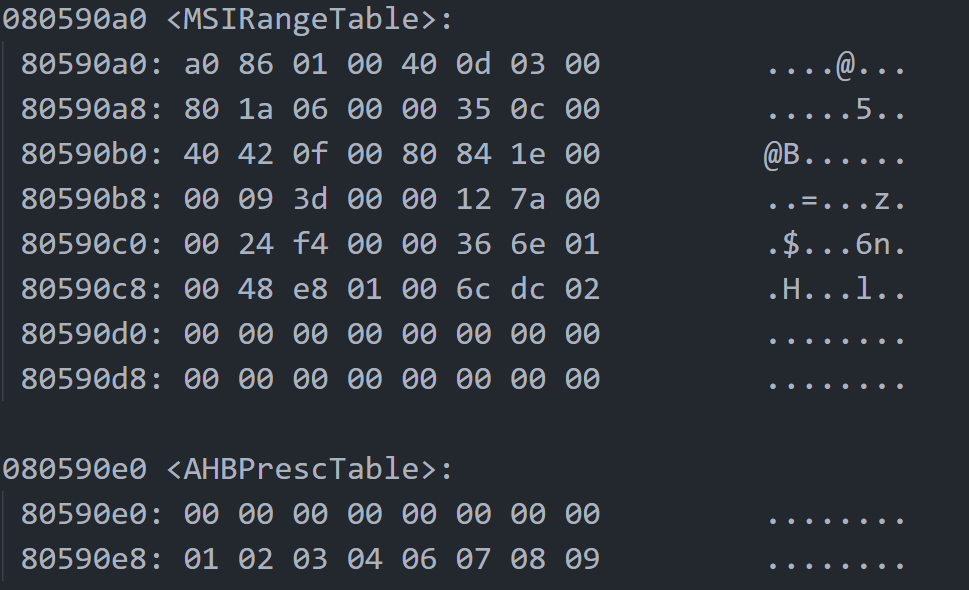 080590a0 <MSIRangeTable>:
80590a0: a0 86 01 00 40 0d 03 00 ....@...
80590a8: 80 1a 06 00 00 35 0c 00 .....5..
80590b0: 40 42 0f 00 80 84 1e 00 @B......
80590b8: 00 09 3d 00 00 12 7a 00 ..=...z.
80590c0: 00 24 f4 00 00 36 6e 01 .$...6n.
80590c8: 00 48 e8 01 00 6c dc 02 .H...l..
80590d0: 00 00 00 00 00 00 00 00 ........
80590d8: 00 00 00 00 00 00 00 00 ........
080590e0 <AHBPrescTable>:
80590e0: 00 00 00 00 00 00 00 00 ........
80590e8: 01 02 03 04 06 07 08 09 ........